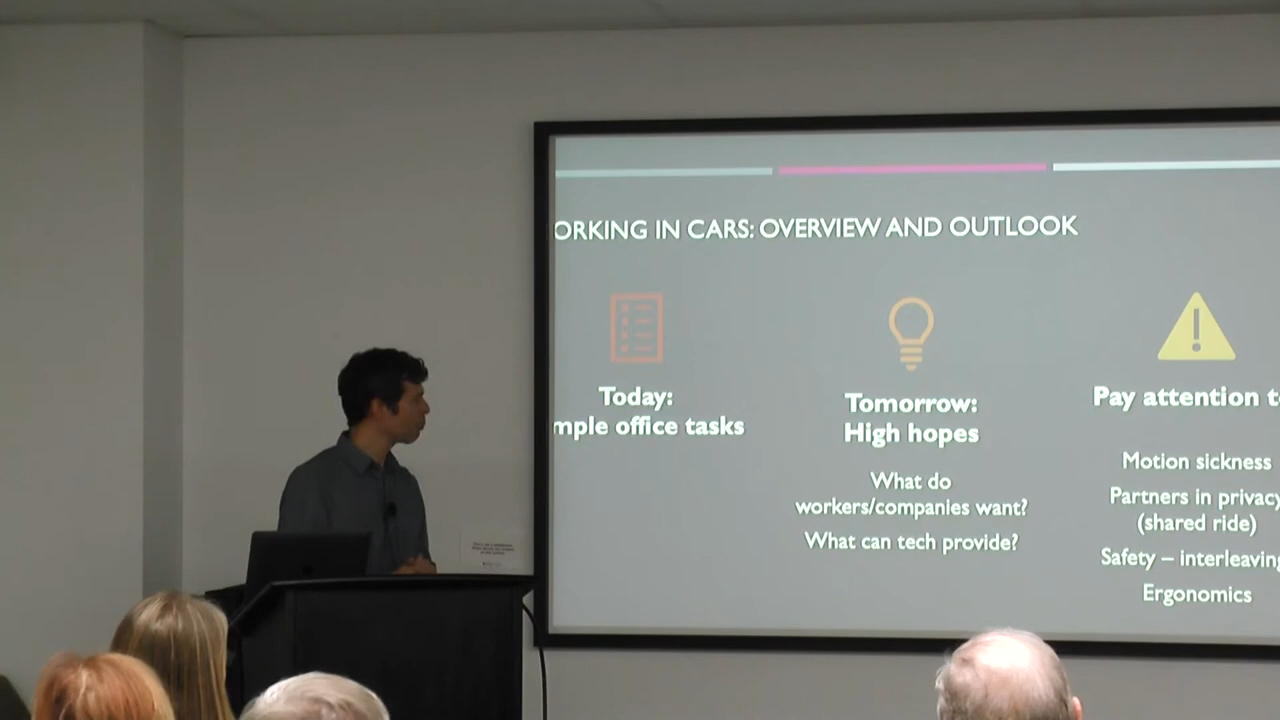 ORKING IN CARS: OVERVIEW AND OUTLOOK
Today:
mple office tasks
Tomorrow:
High hopes
What do
workers/companies want?
What can tech provide?
Pay attention t
Motion sickness
Partners in privacy
(shared ride)
Safety – interleaving
Ergonomics